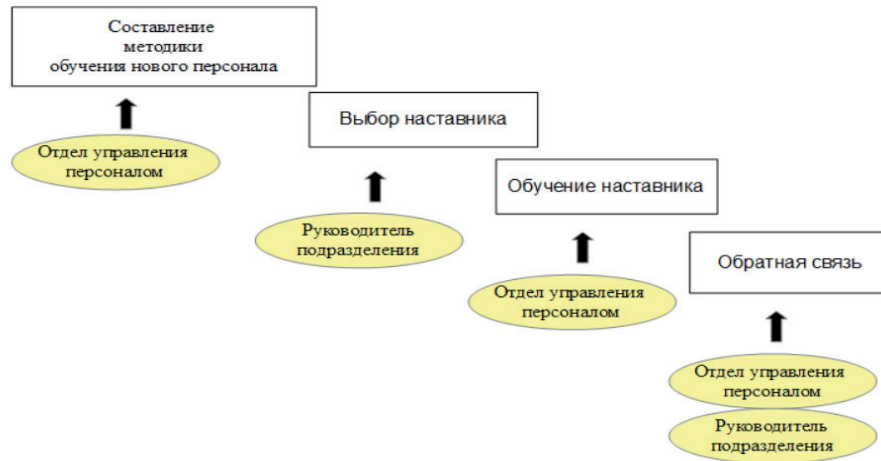 Составление
методики
обучения нового персонала
Отдел управления
персоналом
Выбор наставника
Руководитель
подразделения
Обучение наставника
Отдел управления
персоналом
Обратная связь
Отдел управления
персоналом
Руководитель
подразделения